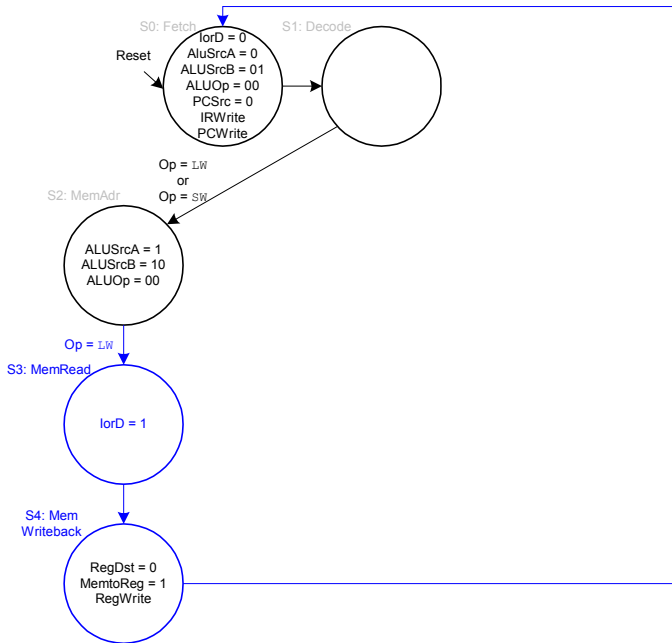 S0: Fetch
S1: Decode
Reset
IorD = 0
AluSrcA = 0
ALUSrcB = 01
ALUOp = 00
PCSrc = 0
IRWrite
PCWrite
Op = LW
or
Op = SW
S2: MemAdr
ALUSrcA = 1
ALUSrcB = 10
ALUOp = 00
Op = LW
S3: MemRead
IorD = 1
S4: Mem
Writeback
RegDst = 0
MemtoReg = 1
RegWrite